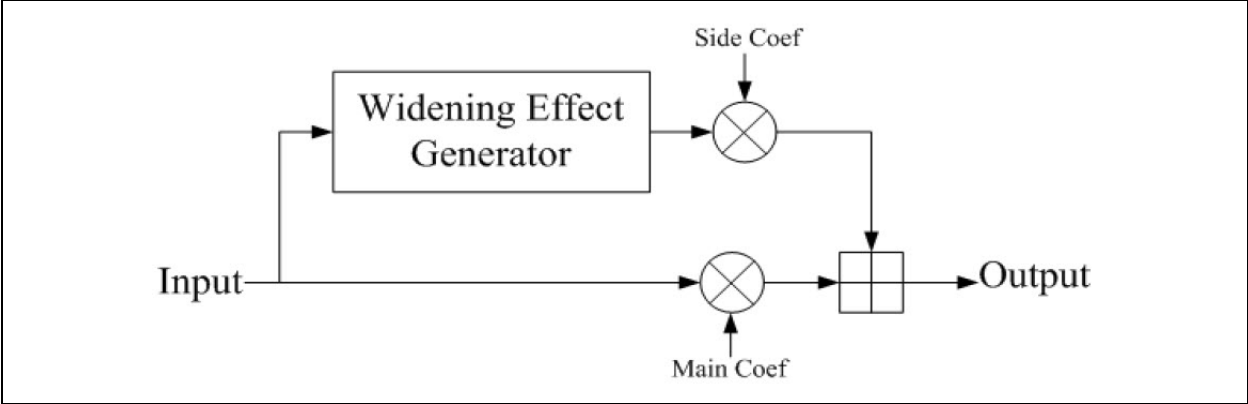 Side Coef
Widening Effect
Generator
Input
Output
Main Coef